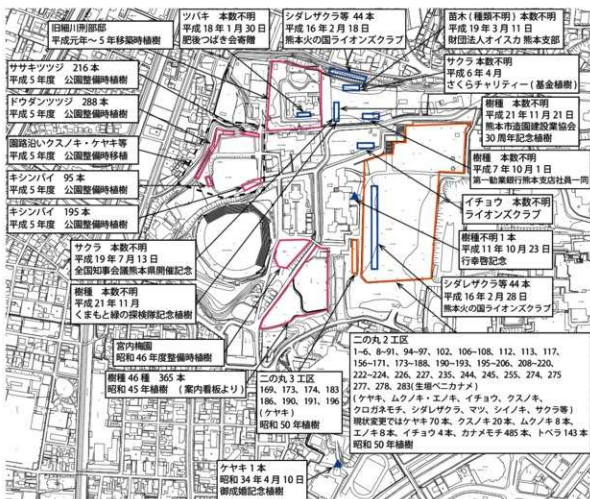 旧細川刑部邸
平成元年〜5年移築時植樹
ツバキ 本数不明
平成18年1月30日
肥後つばき会寄贈
シダレザクラ等 44本
平成16年2月18日
熊本火の国ライオンズクラブ
苗木(種類不明)本数不明
平成19年3月11日
財団法人オイスカ 熊本支部
ササキツツジ 216本
平成5年度 公園整備時植樹
サクラ 本数不明
平成6年4月
さくらチャリティー(基金植樹)
ドウダンツツジ 288本
平成5年度 公園整備時植樹
樹種 本数不明
平成21年11月21日
熊本市造園建設業協会
30周年記念植樹
園路沿いクスノキ・ケヤキ等
平成5年度 公園整備時移植
樹種 本数不明
平成7年10月1日
第一勧業銀行熊本支店社員一同
キシンバイ 95本
平成5年度 公園整備時植樹
イチョウ 本数不明
ライオンズクラブ
キシンバイ 195本
平成5年度 公園整備時植樹
樹種不明1本
平成11年10月23日
行幸啓記念
サクラ 本数不明
平成19年7月13日
全国知事会議熊本県開催記念
シダレザクラ等44本
平成16年2月28日
熊本火の国ライオンズクラブ
樹種 本数不明
平成21年11月
くまもと緑の探検隊記念植樹
宮内梅園
昭和46年度整備時植樹
樹種46種 365本
昭和45年植樹 (案内看板より)
二の丸3工区
169、173、174、183
186、190、191、196
(ケヤキ)
昭和50年植樹
二の丸2工区
1~6、8~91、94~97、102、106~108、112、113、117、
156~171、173~188、190~193、195~206、208~220、
222~224、226、227、235、244、245、255、274、275
277、278、283(生垣ベニカナメ)
(ケヤキ、ムクノキ・エノキ、イチョウ、クスノキ、
クロガネモチ、シダレザクラ、マツ、シイノキ、サクラ等)
現状変更ではケヤキ70本、クスノキ20本、ムクノキ8本、
エノキ8本、イチョウ4本、カナメモチ485本、トベラ143本
昭和50年植樹
ケヤキ1本
昭和34年4月10日
御成婚記念植樹